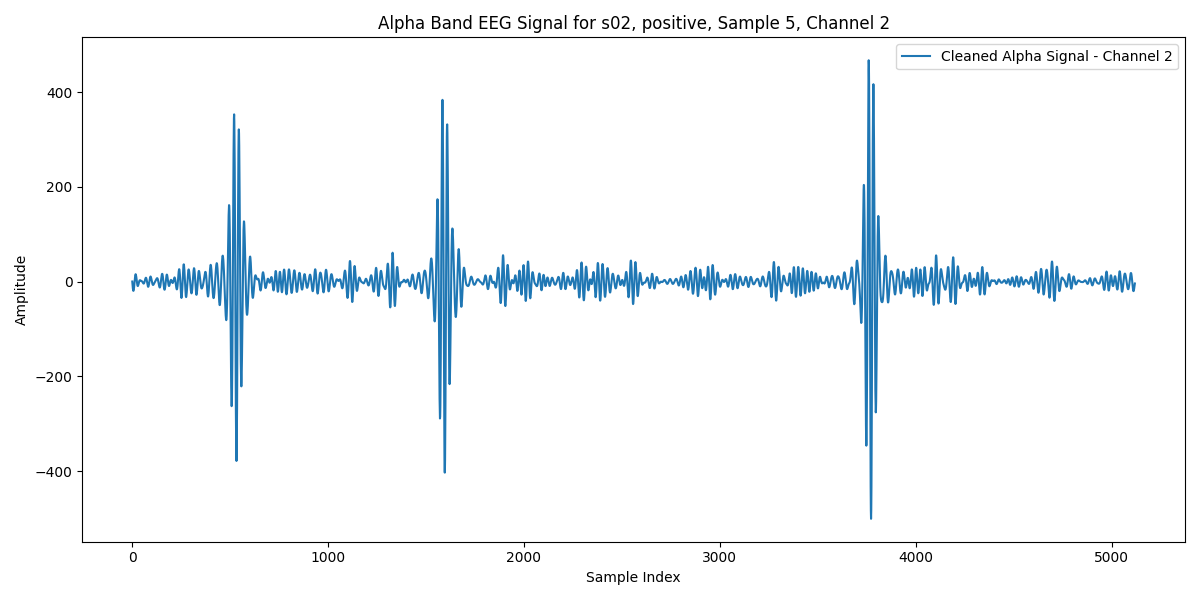 Alpha Band EEG Signal for s02, positive, Sample 5, Channel 2
Cleaned Alpha Signal - Channel 2
400
200
0
−200
−400
Amplitude
0 1000 2000 3000 4000 5000
Sample Index